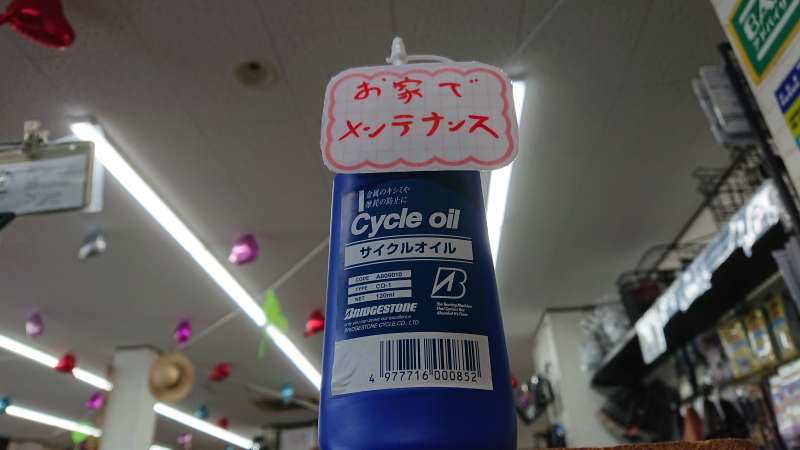 お家で
メンテナンス
金属のキシミや
摩耗の防止に
Cycle oil
サイクルオイル
CODE A809010
TYPE CO-1
NET 120ml
BRIDGESTONE
BRIDGESTONE CYCLE CO., LTD
4 977716 000852